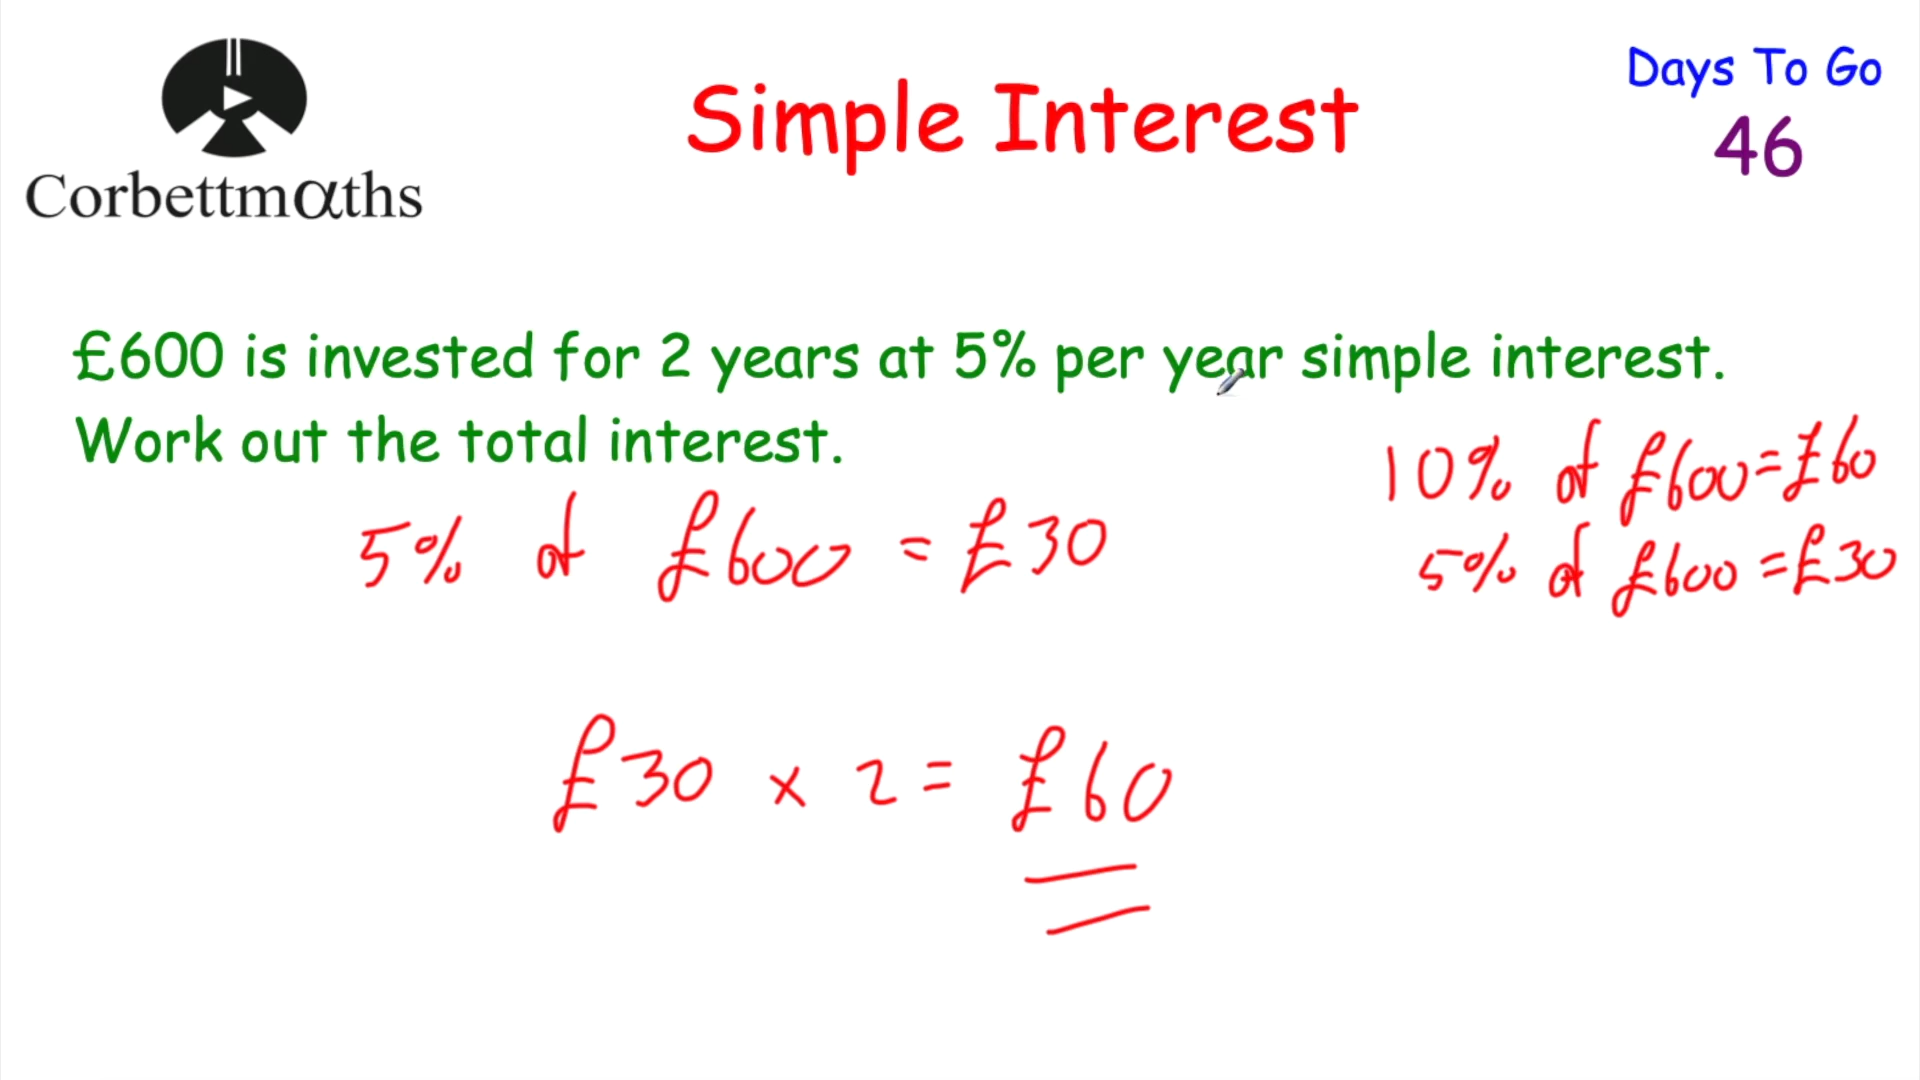 Corbettmαths
Simple Interest
Days To Go
46
£600 is invested for 2 years at 5% per year simple interest.
Work out the total interest.
10% of £600=£60
5% of £600=£30
5% of £600 = £30
£30 x 2 = £60